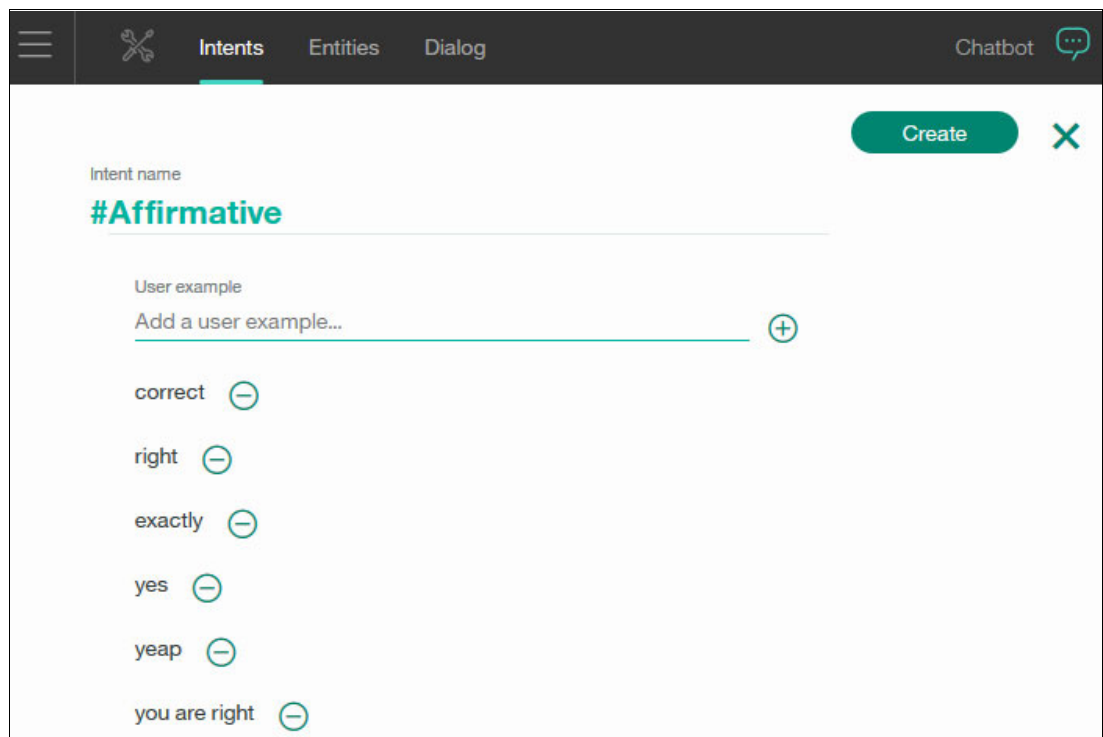 Intents Entities Dialog Chatbot
Create
Intent name
#Affirmative
User example
Add a user example...
correct
right
exactly
yes
yeap
you are right